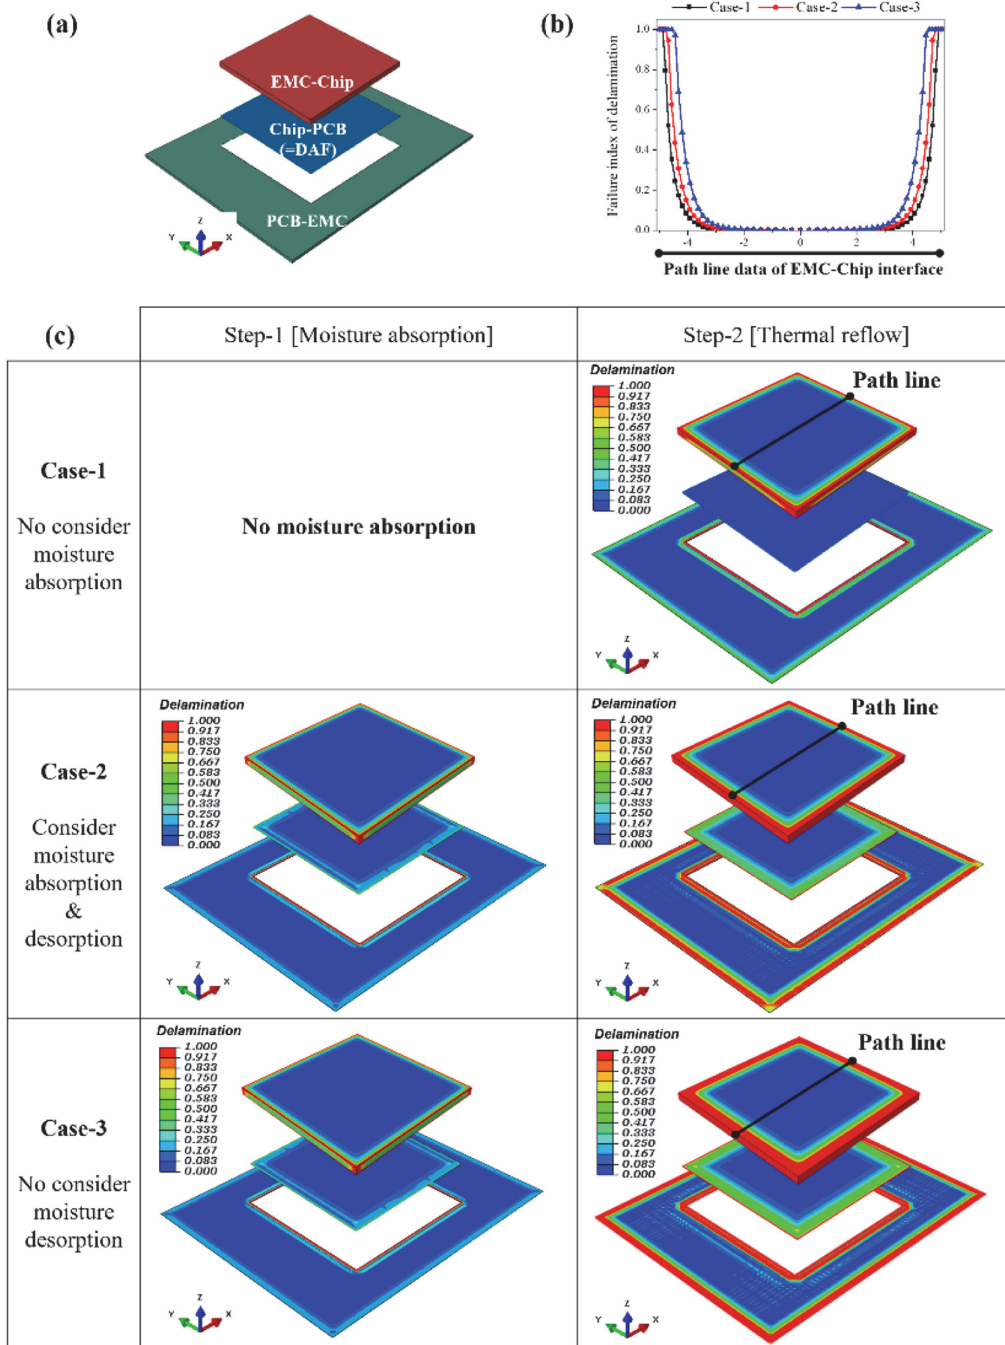 (a)
EMC-Chip
Chip-PCB
(=DAF)
PCB-EMC
Z
Y
X
(b)
Case-1
Case-2
Case-3
Failure index of delamination
1.0
0.8
0.6
0.4
0.2
0.0
-4
-2
0
2
4
Path line data of EMC-Chip interface
(c)
Step-1 [Moisture absorption]
Step-2 [Thermal reflow]
Case-1
No consider
moisture
absorption
No moisture absorption
Delamination
1.000
0.917
0.833
0.750
0.667
0.583
0.500
0.417
0.333
0.250
0.167
0.083
0.000
Path line
Z
Y
X
Case-2
Consider
moisture
absorption
&
desorption
Delamination
1.000
0.917
0.833
0.750
0.667
0.583
0.500
0.417
0.333
0.250
0.167
0.083
0.000
Z
Y
X
Delamination
1.000
0.917
0.833
0.750
0.667
0.583
0.500
0.417
0.333
0.250
0.167
0.083
0.000
Path line
Z
Y
X
Case-3
No consider
moisture
desorption
Delamination
1.000
0.917
0.833
0.750
0.667
0.583
0.500
0.417
0.333
0.250
0.167
0.083
0.000
Z
Y
X
Delamination
1.000
0.917
0.833
0.750
0.667
0.583
0.500
0.417
0.333
0.250
0.167
0.083
0.000
Path line
Z
Y
X